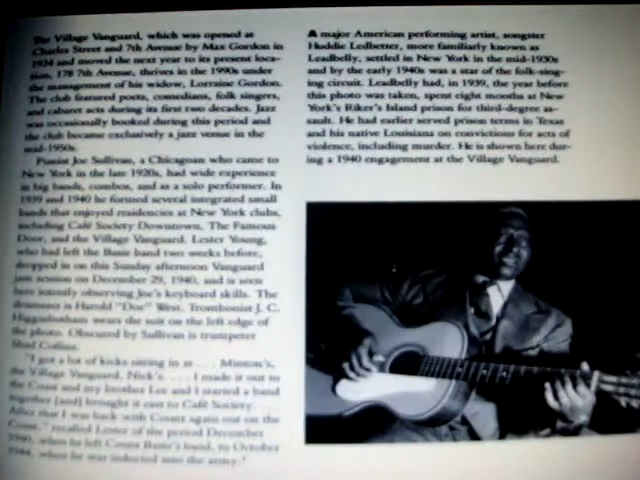 The Village Vanguard, which was opened at
Charles Street and 7th Avenue by Max Gordon in
1934 and moved the next year to its present loca-
tion, 178 7th Avenue, thrives in the 1990s under
the management of his widow, Lorraine Gordon.
The club featured poets, comedians, folk singers,
and cabaret acts during its first two decades. Jazz
was occasionally booked during this period and
the club became exclusively a jazz venue in the
mid-1950s.
Pianist Joe Sullivan, a Chicagoan who came to
New York in the late 1920s, had wide experience
in big bands, combos, and as a solo performer. In
1939 and 1940 he formed several integrated small
bands that enjoyed residencies at New York clubs,
including Café Society Downtown, The Famous
Door, and the Village Vanguard. Lester Young,
who had left the Basie band two weeks before,
dropped in on this Sunday afternoon Vanguard
jam session on December 29, 1940, and is seen
here intently observing Joe's keyboard skills. The
drummer is Harold "Doc" West. Trombonist J. C.
Higginbotham wears the suit on the left edge of
the photo. Obscured by Sullivan is trumpeter
Collins.
"I got a lot of kicks sitting in at . . . Minton's,
the Village Vanguard, Nick's. . . . I made it out to
the Coast and my brother Lee and I started a band
together [and] brought it east to Café Society. . . .
After that I was back with Count again out on the
Coast," recalled Lester of the period December
1940, when he left Count Basie's band, to October
1944, when he was inducted into the army.
A major American performing artist, songster
Huddie Ledbetter, more familiarly known as
Leadbelly, settled in New York in the mid-1930s
and by the early 1940s was a star of the folk-sing-
ing circuit. Leadbelly had, in 1939, the year before
this photo was taken, spent eight months at New
York's Riker's Island prison for third-degree as-
sault. He had earlier served prison terms in Texas
and his native Louisiana on convictions for acts of
violence, including murder. He is shown here dur-
ing a 1940 engagement at the Village Vanguard.